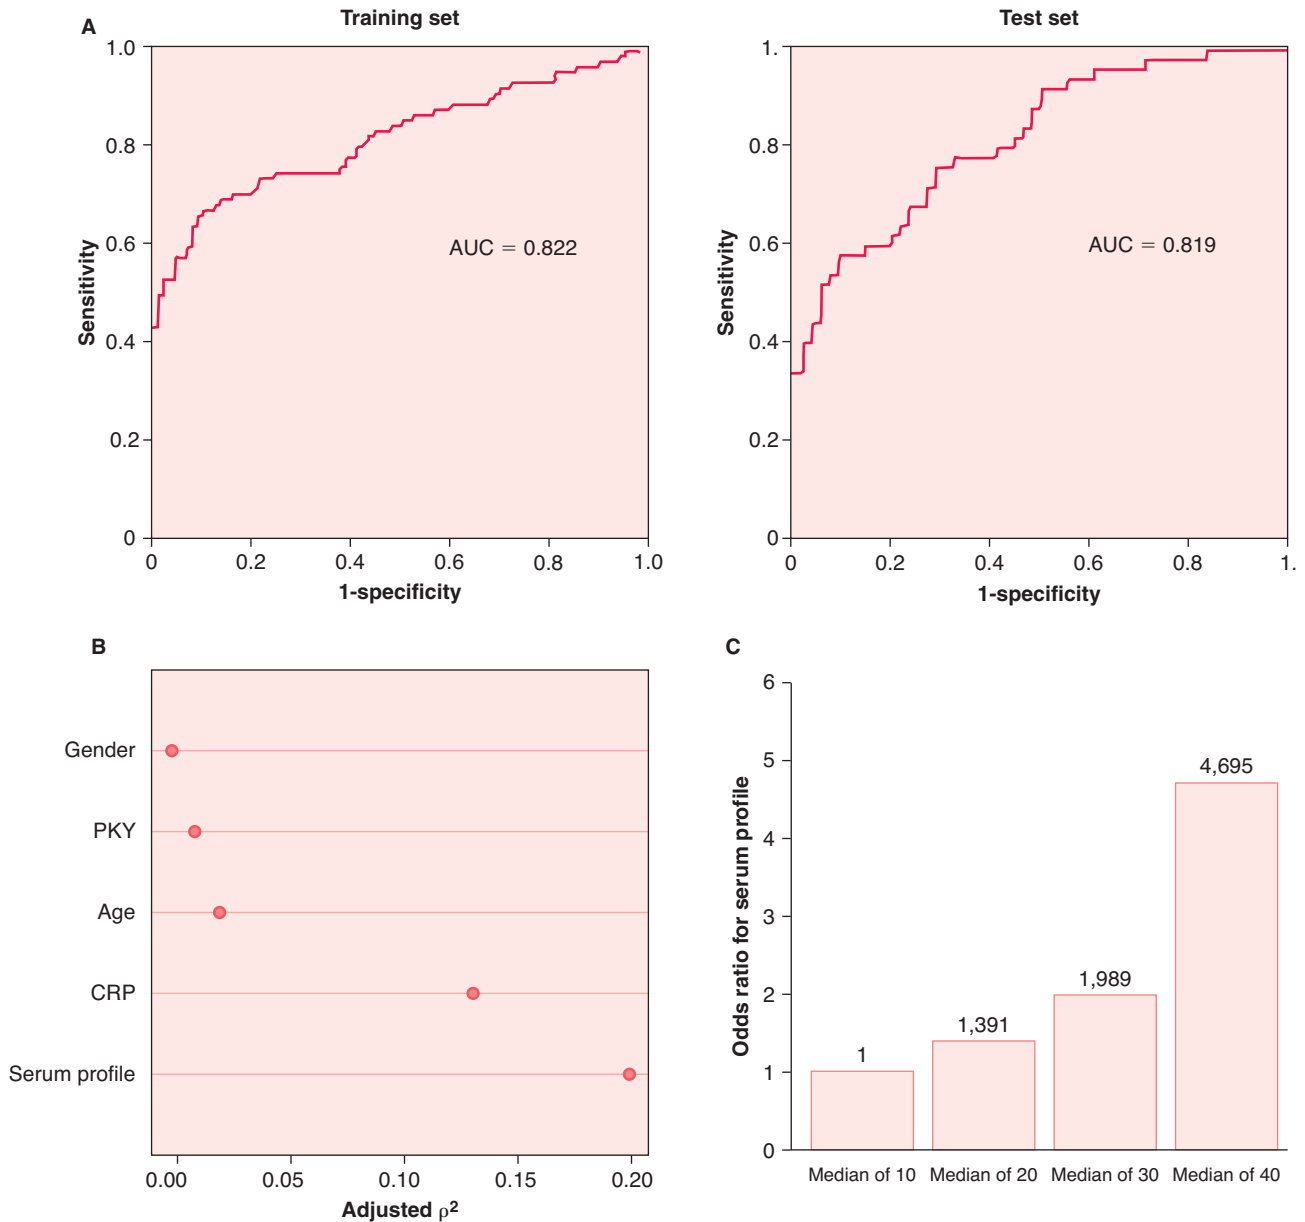 A
Training set
1.0
0.8
0.6
0.4
0.2
0
Sensitivity
AUC = 0.822
0 0.2 0.4 0.6 0.8 1.0
1-specificity
Test set
1.
0.8
0.6
0.4
0.2
0
Sensitivity
AUC = 0.819
0 0.2 0.4 0.6 0.8 1.
1-specificity
B
Gender
PKY
Age
CRP
Serum profile
0.00 0.05 0.10 0.15 0.20
Adjusted ρ²
C
6
5
4
3
2
1
0
Odds ratio for serum profile
1
1,391
1,989
4,695
Median of 10 Median of 20 Median of 30 Median of 40